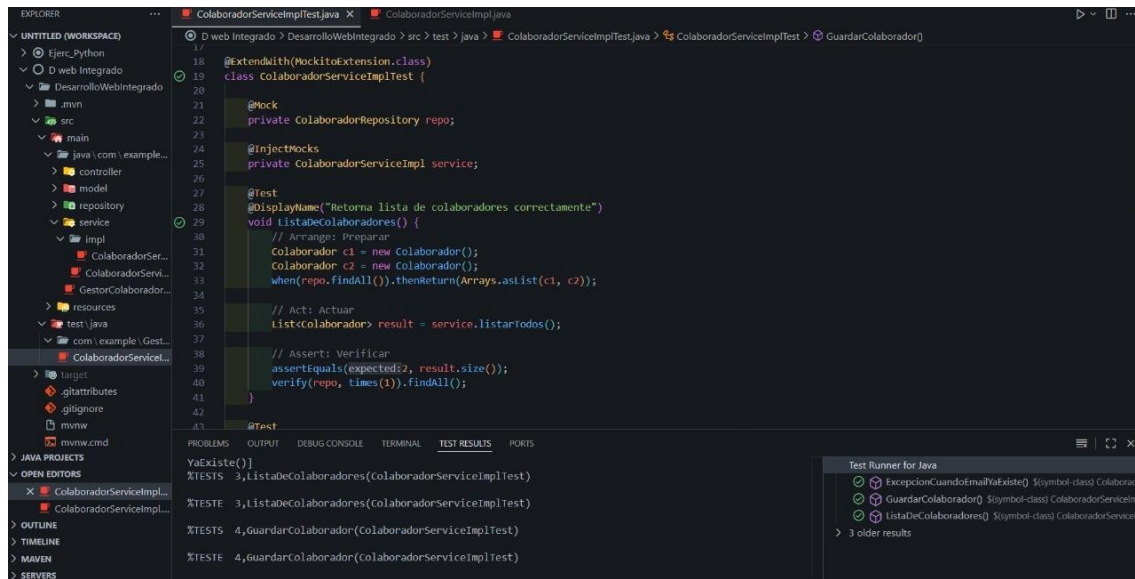 EXPLORER
UNTITLED (WORKSPACE)
Ejerc_Python
D web Integrado
DesarrolloWebIntegrado
.mvn
src
main
java\com\example...
controller
model
repository
service
impl
ColaboradorSer...
ColaboradorServi...
GestorColaborador...
resources
test\java
com\example\Gest...
ColaboradorServiceI...
target
.gitattributes
.gitignore
mvnw
mvnw.cmd
JAVA PROJECTS
OPEN EDITORS
ColaboradorServiceImpl...
ColaboradorServiceImpl....
OUTLINE
TIMELINE
MAVEN
SERVERS
ColaboradorServiceImplTest.java
ColaboradorServiceImpl.java
D web Integrado > DesarrolloWebIntegrado > src > test > java > ColaboradorServiceImplTest.java > ColaboradorServiceImplTest > GuardarColaborador()
17
18 @ExtendWith(MockitoExtension.class)
19 class ColaboradorServiceImplTest {
20
21 @Mock
22 private ColaboradorRepository repo;
23
24 @InjectMocks
25 private ColaboradorServiceImpl service;
26
27 @Test
28 @DisplayName("Retorna lista de colaboradores correctamente")
29 void ListaDeColaboradores() {
30 // Arrange: Preparar
31 Colaborador c1 = new Colaborador();
32 Colaborador c2 = new Colaborador();
33 when(repo.findAll()).thenReturn(Arrays.asList(c1, c2));
34
35 // Act: Actuar
36 List<Colaborador> result = service.listarTodos();
37
38 // Assert: Verificar
39 assertEquals(expected:2, result.size());
40 verify(repo, times(1)).findAll();
41 }
42
43 @Test
PROBLEMS OUTPUT DEBUG CONSOLE TERMINAL TEST RESULTS PORTS
YaExiste()]
%TESTS 3,ListaDeColaboradores(ColaboradorServiceImplTest)
%TESTE 3,ListaDeColaboradores(ColaboradorServiceImplTest)
%TESTS 4,GuardarColaborador(ColaboradorServiceImplTest)
%TESTE 4,GuardarColaborador(ColaboradorServiceImplTest)
Test Runner for Java
ExcepcionCuandoEmailYaExiste() $(symbol-class) Colaborad
GuardarColaborador() $(symbol-class) ColaboradorServiceIm
ListaDeColaboradores() $(symbol-class) ColaboradorServiceI
3 older results